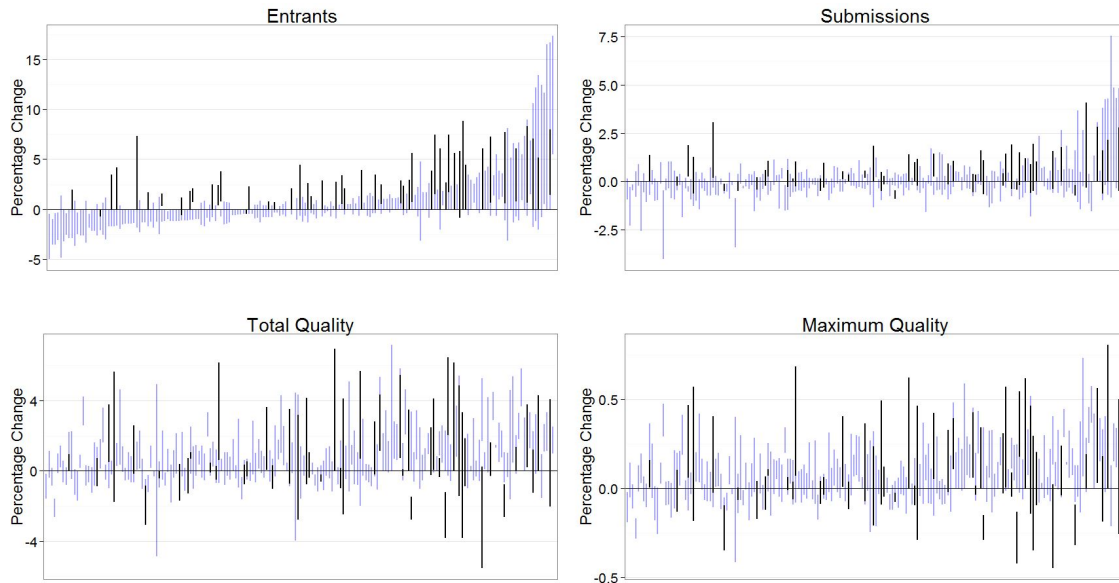 Entrants
Percentage Change
15
10
5
0
-5
Submissions
Percentage Change
7.5
5.0
2.5
0.0
-2.5
Total Quality
Percentage Change
4
0
-4
Maximum Quality
Percentage Change
0.5
0.0
-0.5